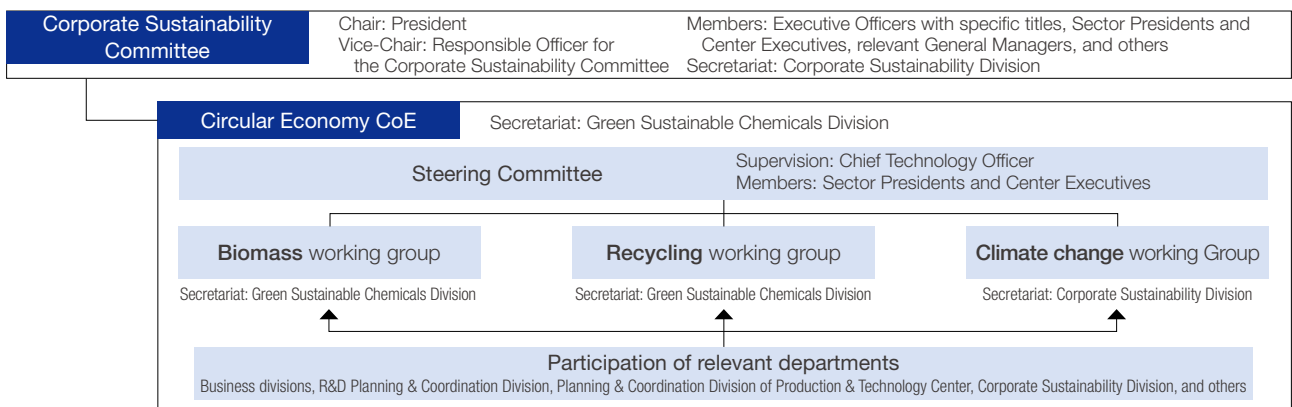 Corporate Sustainability
Committee
Chair: President
Vice-Chair: Responsible Officer for
the Corporate Sustainability Committee
Members: Executive Officers with specific titles, Sector Presidents and
Center Executives, relevant General Managers, and others
Secretariat: Corporate Sustainability Division
Circular Economy CoE
Secretariat: Green Sustainable Chemicals Division
Steering Committee
Supervision: Chief Technology Officer
Members: Sector Presidents and Center Executives
Biomass working group
Secretariat: Green Sustainable Chemicals Division
Recycling working group
Secretariat: Green Sustainable Chemicals Division
Climate change working Group
Secretariat: Corporate Sustainability Division
Participation of relevant departments
Business divisions, R&D Planning & Coordination Division, Planning & Coordination Division of Production & Technology Center, Corporate Sustainability Division, and others